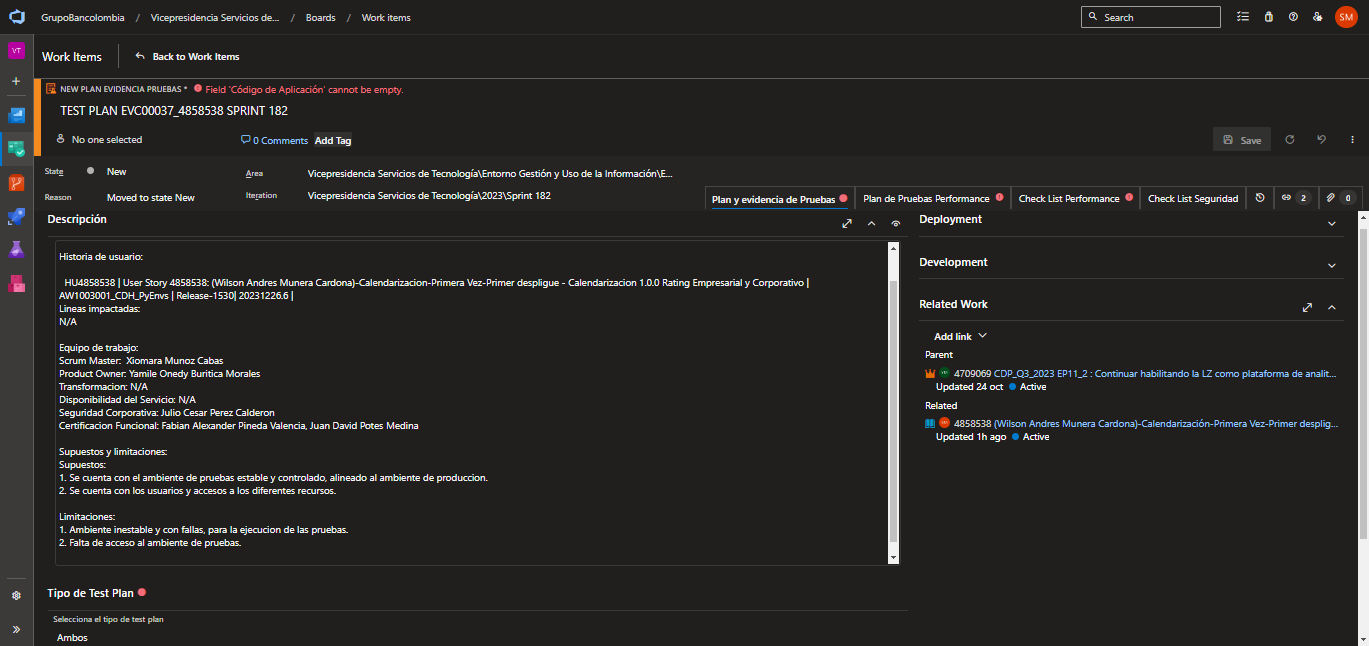 GrupoBancolombia / Vicepresidencia Servicios de... / Boards / Work items
Search
SM
VT
Work Items
Back to Work Items
NEW PLAN EVIDENCIA PRUEBAS * Field 'Código de Aplicación' cannot be empty.
TEST PLAN EVC00037_4858538 SPRINT 182
No one selected
0 Comments
Add Tag
Save
State
New
Area
Vicepresidencia Servicios de Tecnología\Entorno Gestión y Uso de la Información\E...
Reason
Moved to state New
Iteration
Vicepresidencia Servicios de Tecnología\2023\Sprint 182
Plan y evidencia de Pruebas
Plan de Pruebas Performance
Check List Performance
Check List Seguridad
2
0
Descripción
Historia de usuario:
HU4858538 | User Story 4858538: (Wilson Andres Munera Cardona)-Calendarizacion-Primera Vez-Primer despligue - Calendarizacion 1.0.0 Rating Empresarial y Corporativo |
AW1003001_CDH_PyEnvs | Release-1530| 20231226.6 |
Lineas impactadas:
N/A
Equipo de trabajo:
Scrum Master: Xiomara Munoz Cabas
Product Owner: Yamile Onedy Buritica Morales
Transformacion: N/A
Disponibilidad del Servicio: N/A
Seguridad Corporativa: Julio Cesar Perez Calderon
Certificacion Funcional: Fabian Alexander Pineda Valencia, Juan David Potes Medina
Supuestos y limitaciones:
Supuestos:
1. Se cuenta con el ambiente de pruebas estable y controlado, alineado al ambiente de produccion.
2. Se cuenta con los usuarios y accesos a los diferentes recursos.
Limitaciones:
1. Ambiente inestable y con fallas, para la ejecucion de las pruebas.
2. Falta de acceso al ambiente de pruebas.
Tipo de Test Plan
Selecciona el tipo de test plan
Ambos
Deployment
Development
Related Work
Add link
Parent
4709069 CDP_Q3_2023 EP11_2 : Continuar habilitando la LZ como plataforma de analit...
Updated 24 oct Active
Related
4858538 (Wilson Andres Munera Cardona)-Calendarización-Primera Vez-Primer desplig...
Updated 1h ago Active